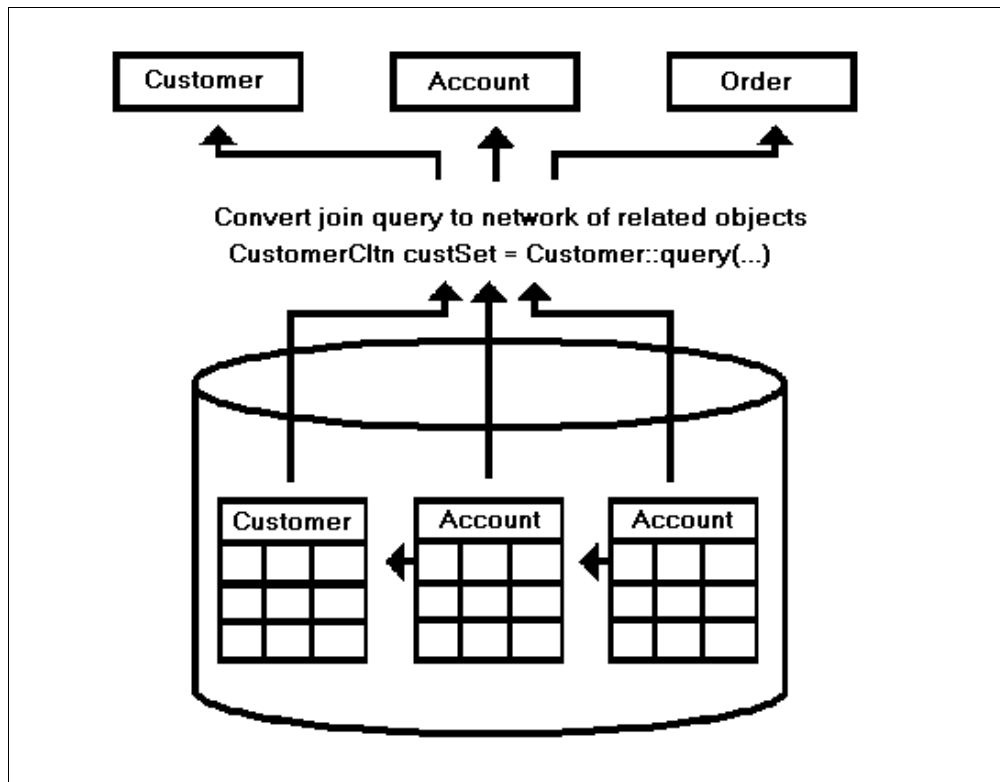 Customer
Account
Order
Convert join query to network of related objects
CustomerCltn custSet = Customer::query(...)
Customer
Account
Account